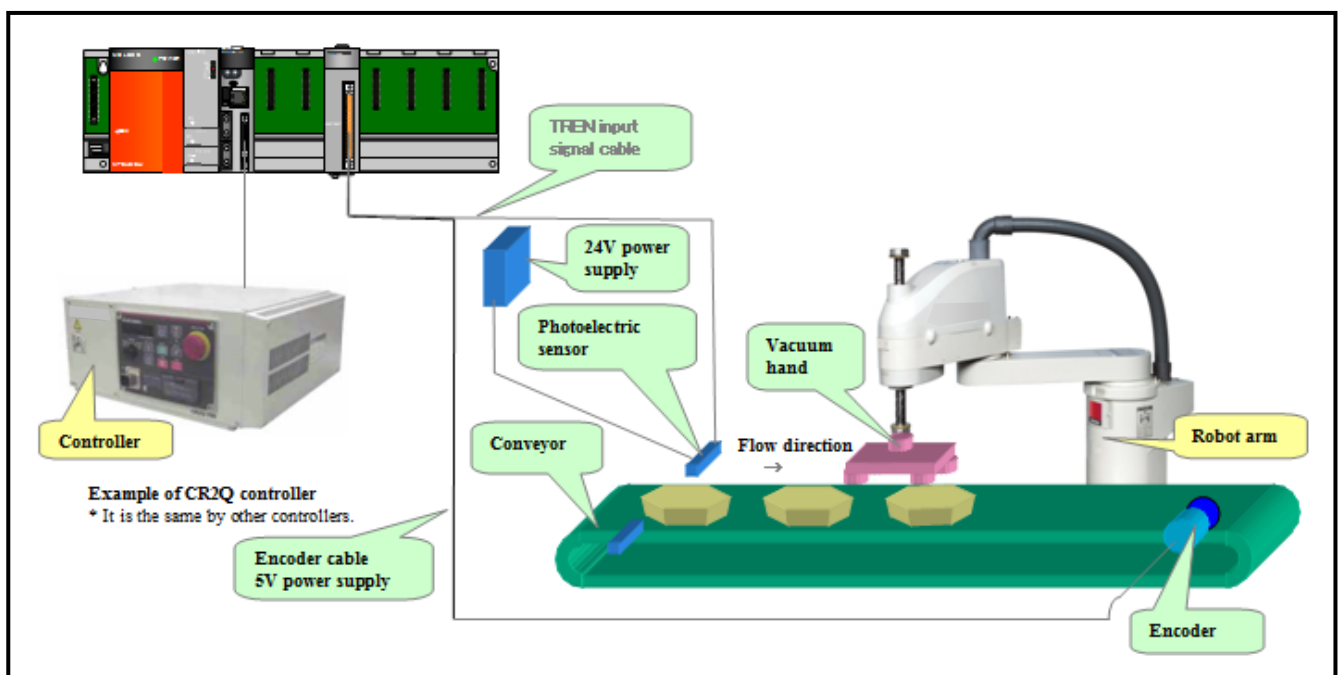 TREN input
signal cable
24V power
supply
Photoelectric
sensor
Vacuum
hand
Controller
Conveyor
Flow direction
→
Robot arm
Example of CR2Q controller
* It is the same by other controllers.
Encoder cable
5V power supply
Encoder